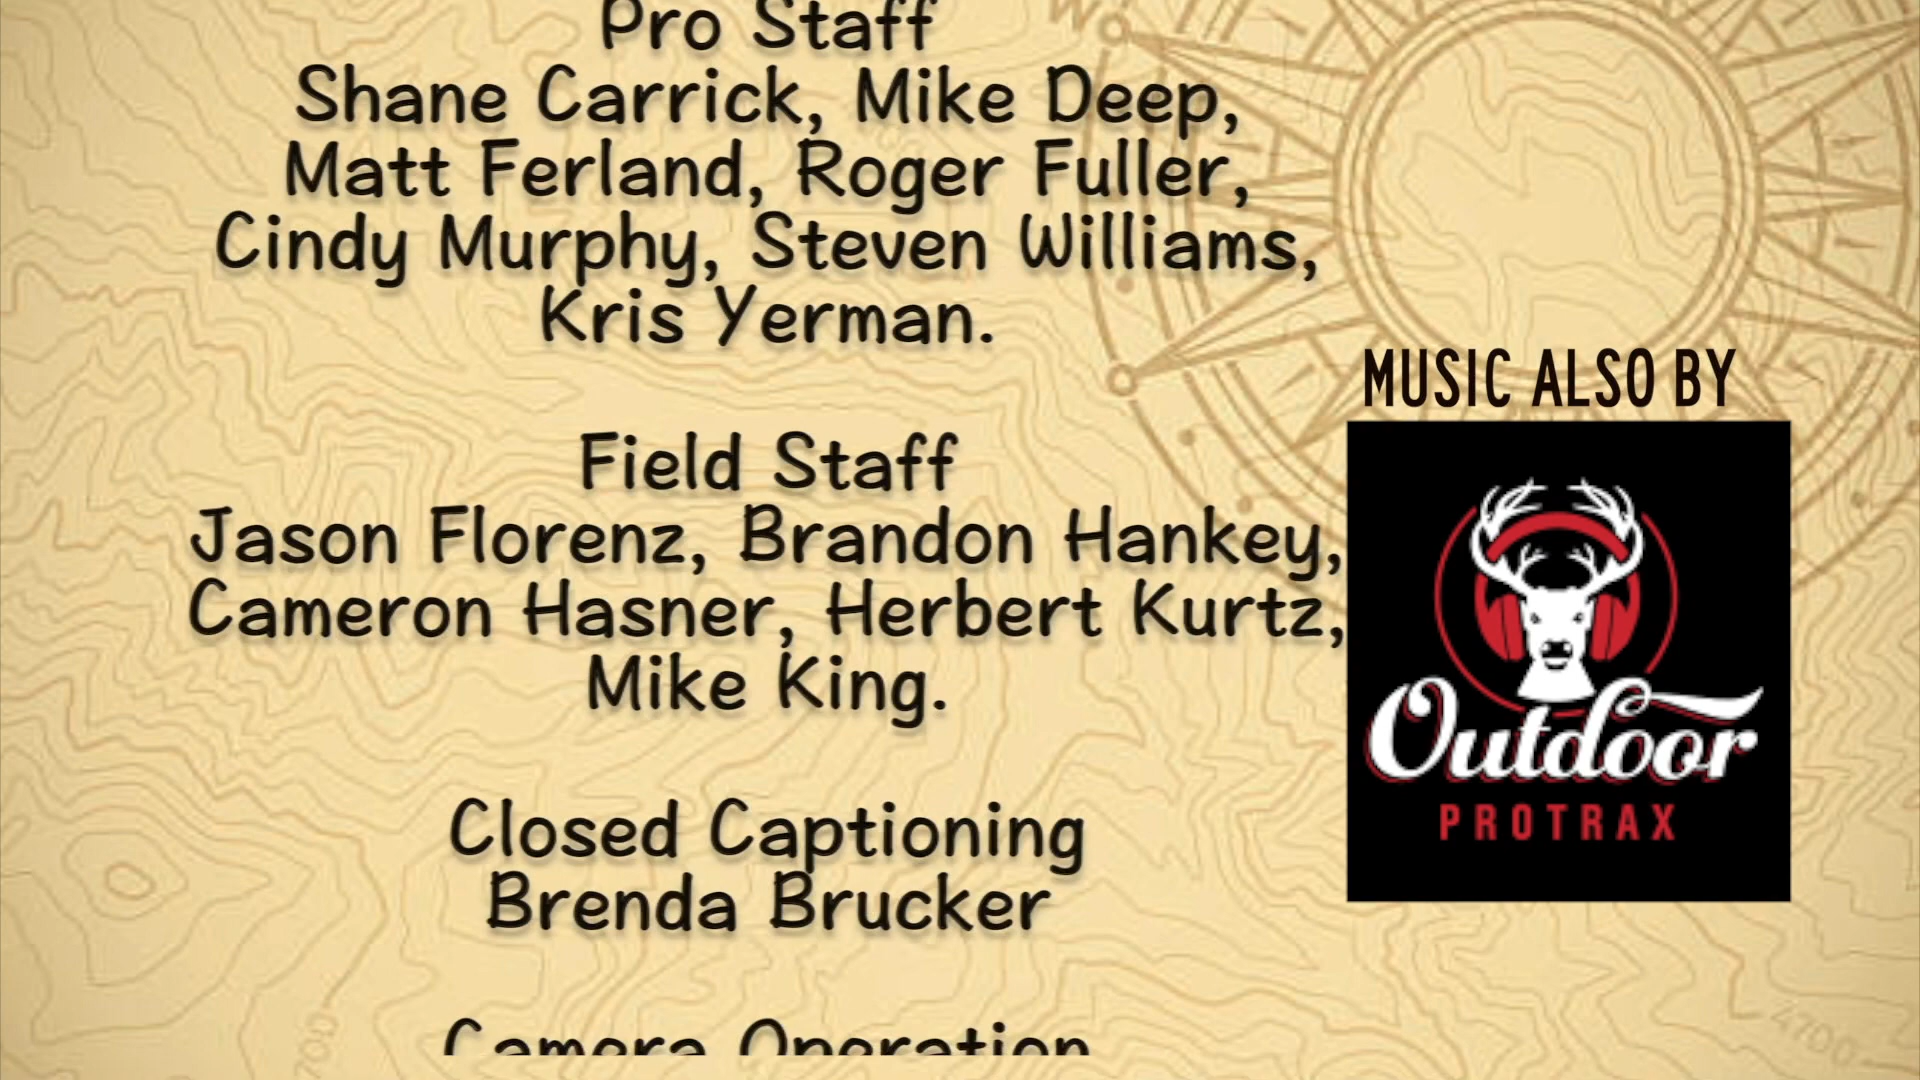 Pro Staff
Shane Carrick, Mike Deep,
Matt Ferland, Roger Fuller,
Cindy Murphy, Steven Williams,
Kris Yerman.
Field Staff
Jason Florenz, Brandon Hankey,
Cameron Hasner, Herbert Kurtz,
Mike King.
Closed Captioning
Brenda Brucker
Camera Operation
MUSIC ALSO BY
Outdoor
PROTRAX
4700
W